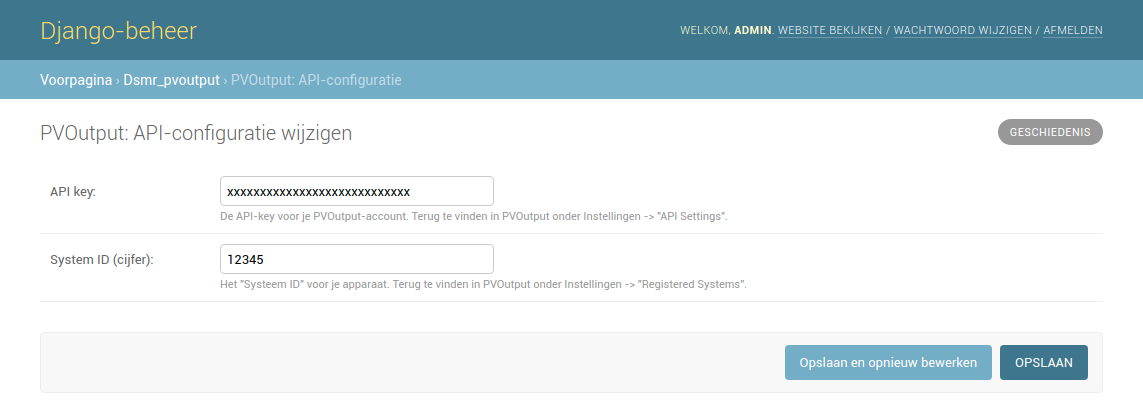 Django-beheer
WELKOM, ADMIN. WEBSITE BEKIJKEN / WACHTWOORD WIJZIGEN / AFMELDEN
Voorpagina › Dsmr_pvoutput › PVOutput: API-configuratie
PVOutput: API-configuratie wijzigen
GESCHIEDENIS
API key:
xxxxxxxxxxxxxxxxxxxxxxxxxxxx
De API-key voor je PVOutput-account. Terug te vinden in PVOutput onder Instellingen -> "API Settings".
System ID (cijfer):
12345
Het "Systeem ID" voor je apparaat. Terug te vinden in PVOutput onder Instellingen -> "Registered Systems".
Opslaan en opnieuw bewerken
OPSLAAN